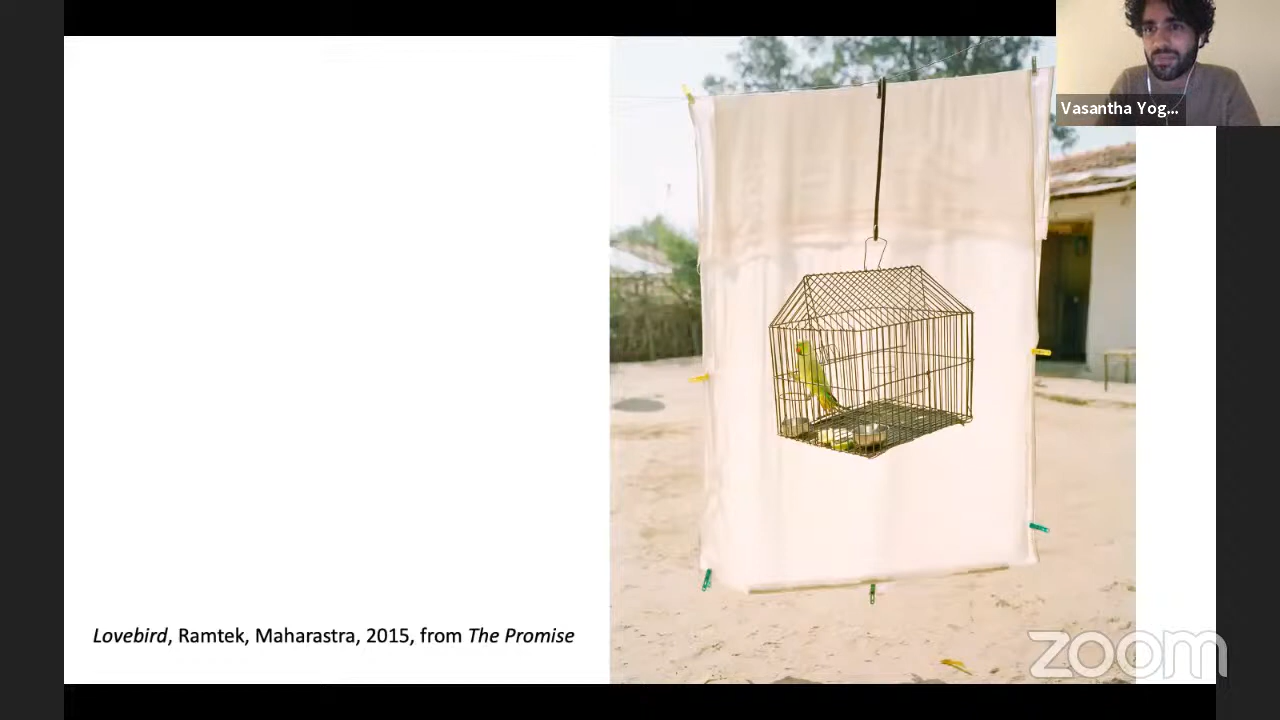 Vasantha Yog...
Lovebird, Ramtek, Maharastra, 2015, from The Promise
zoom